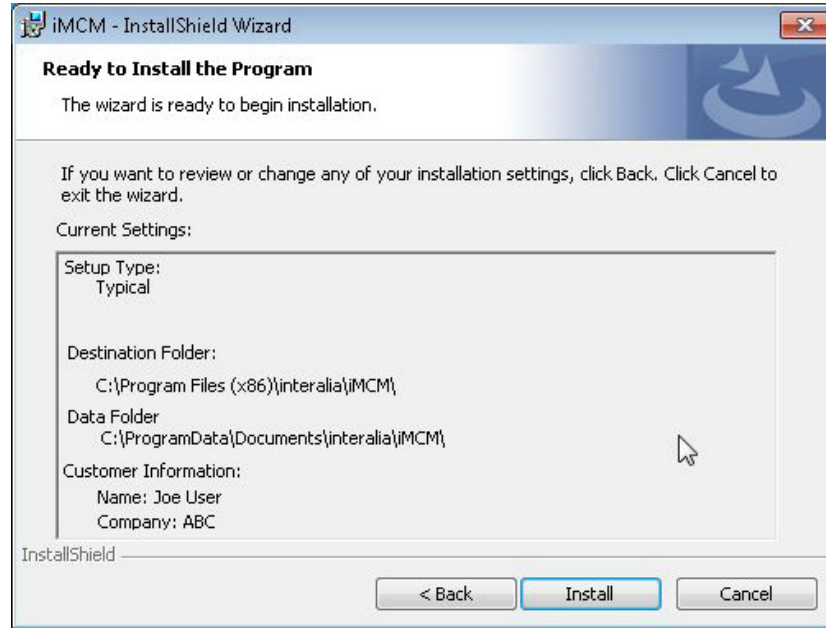 iMCM - InstallShield Wizard
Ready to Install the Program
The wizard is ready to begin installation.
If you want to review or change any of your installation settings, click Back. Click Cancel to
exit the wizard.
Current Settings:
Setup Type:
Typical
Destination Folder:
C:\Program Files (x86)\interalia\iMCM\
Data Folder
C:\ProgramData\Documents\interalia\iMCM\
Customer Information:
Name: Joe User
Company: ABC
InstallShield
< Back
Install
Cancel